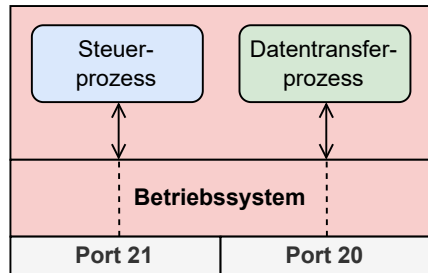 Steuer-
prozess
Datentransfer-
prozess
Betriebssystem
Port 21
Port 20